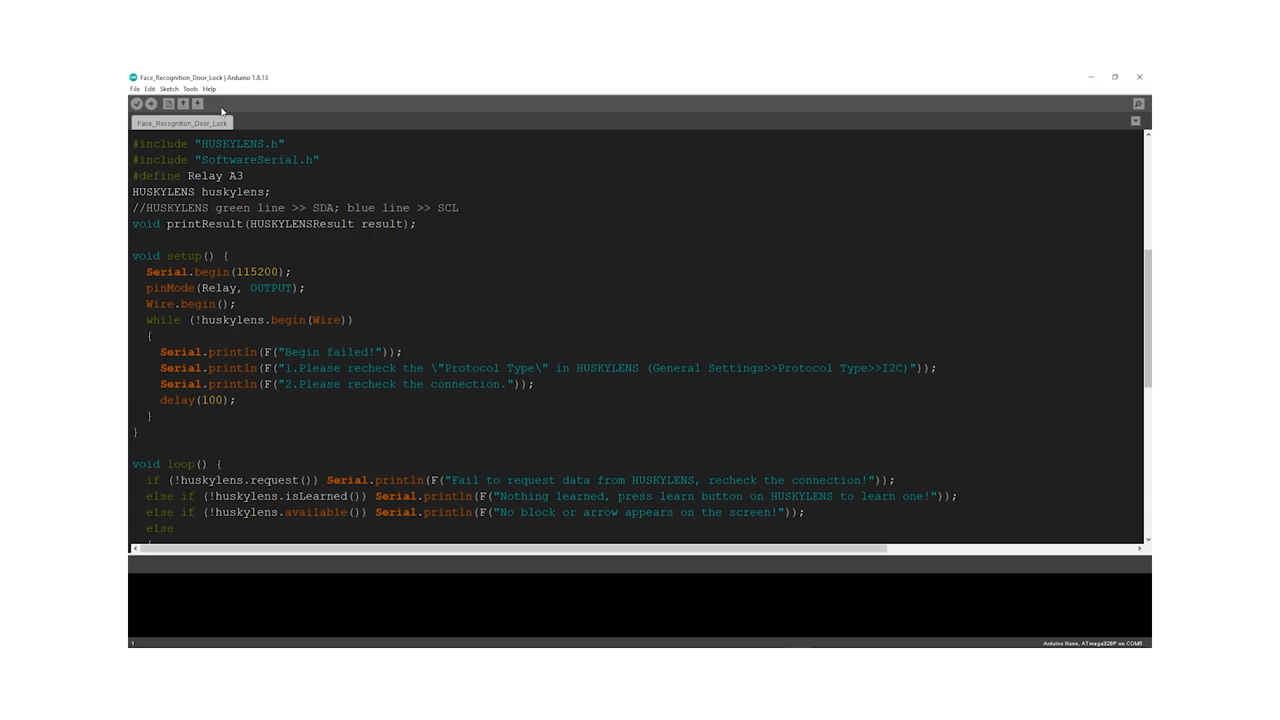 Face_Recognition_Door_Lock | Arduino 1.8.13
File Edit Sketch Tools Help
Face_Recognition_Door_Lock
#include "HUSKYLENS.h"
#include "SoftwareSerial.h"
#define Relay A3
HUSKYLENS huskylens;
//HUSKYLENS green line >> SDA; blue line >> SCL
void printResult(HUSKYLENSResult result);
void setup() {
Serial.begin(115200);
pinMode(Relay, OUTPUT);
Wire.begin();
while (!huskylens.begin(Wire))
{
Serial.println(F("Begin failed!"));
Serial.println(F("1.Please recheck the \"Protocol Type\" in HUSKYLENS (General Settings>>Protocol Type>>I2C)"));
Serial.println(F("2.Please recheck the connection."));
delay(100);
}
}
void loop() {
if (!huskylens.request()) Serial.println(F("Fail to request data from HUSKYLENS, recheck the connection!"));
else if (!huskylens.isLearned()) Serial.println(F("Nothing learned, press learn button on HUSKYLENS to learn one!"));
else if (!huskylens.available()) Serial.println(F("No block or arrow appears on the screen!"));
else
{
1
Arduino Nano, ATmega328P on COM5